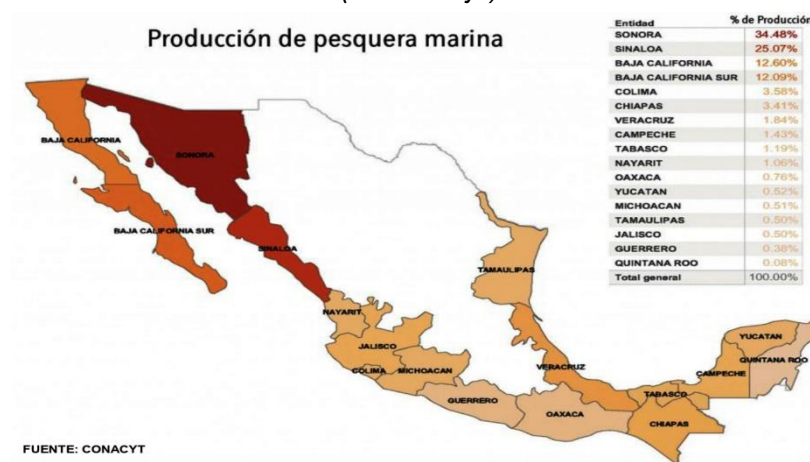 Producción de pesquera marina
Entidad % de Producción
SONORA 34.48%
SINALOA 25.07%
BAJA CALIFORNIA 12.60%
BAJA CALIFORNIA SUR 12.09%
COLIMA 3.58%
CHIAPAS 3.41%
VERACRUZ 1.84%
CAMPECHE 1.43%
TABASCO 1.19%
NAYARIT 1.06%
OAXACA 0.76%
YUCATAN 0.52%
MICHOACAN 0.51%
TAMAULIPAS 0.50%
JALISCO 0.50%
GUERRERO 0.38%
QUINTANA ROO 0.08%
Total general 100.00%
BAJA CALIFORNIA
SONORA
BAJA CALIFORNIA SUR
SINALOA
TAMAULIPAS
NAYARIT
JALISCO
COLIMA
MICHOACAN
GUERRERO
OAXACA
VERACRUZ
TABASCO
CHIAPAS
CAMPECHE
YUCATAN
QUINTANA ROO
FUENTE: CONACYT